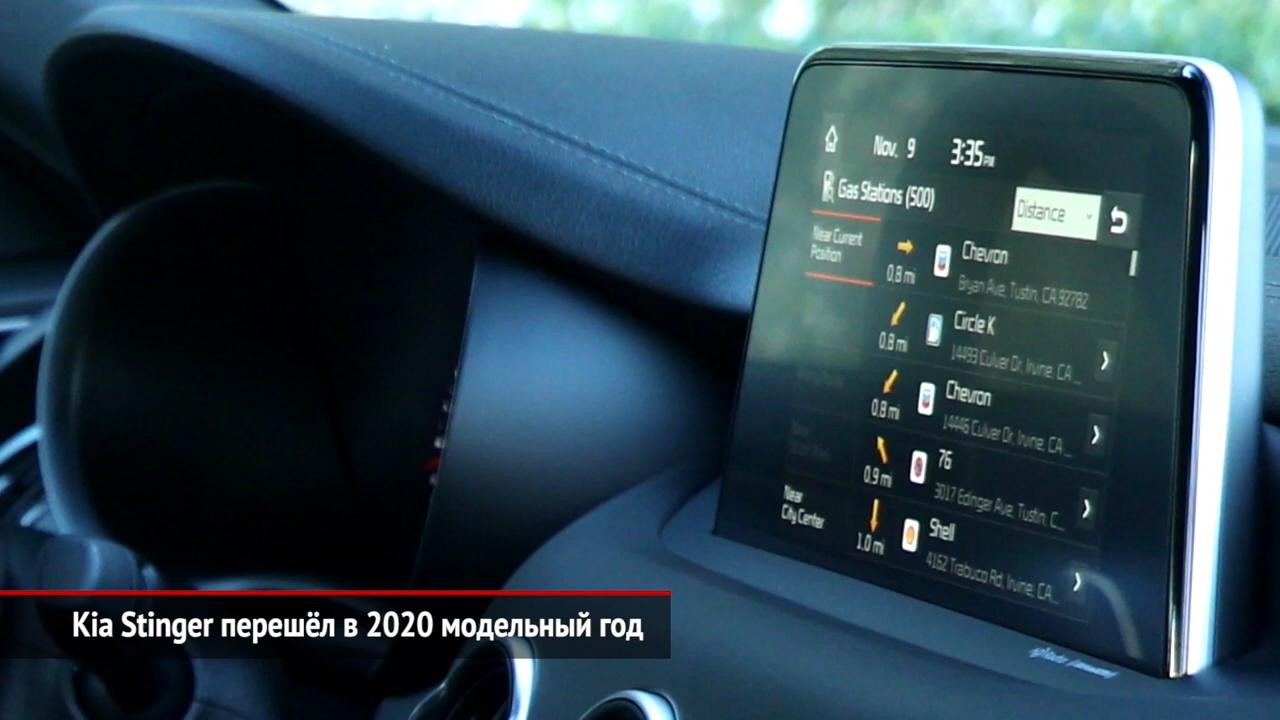 Nov. 9 3:35 PM
Gas Stations (500)
Distance
Near Current
Position
0.8 mi
Chevron
Bryan Ave, Tustin, CA 92782
0.8 mi
Circle K
14493 Culver Dr, Irvine, CA ...
0.8 mi
Chevron
14446 Culver Dr, Irvine, CA ...
0.9 mi
76
3017 Edinger Ave, Tustin, C...
Near
City Center
1.0 mi
Shell
4162 Trabuco Rd, Irvine, CA...
Kia Stinger перешёл в 2020 модельный год